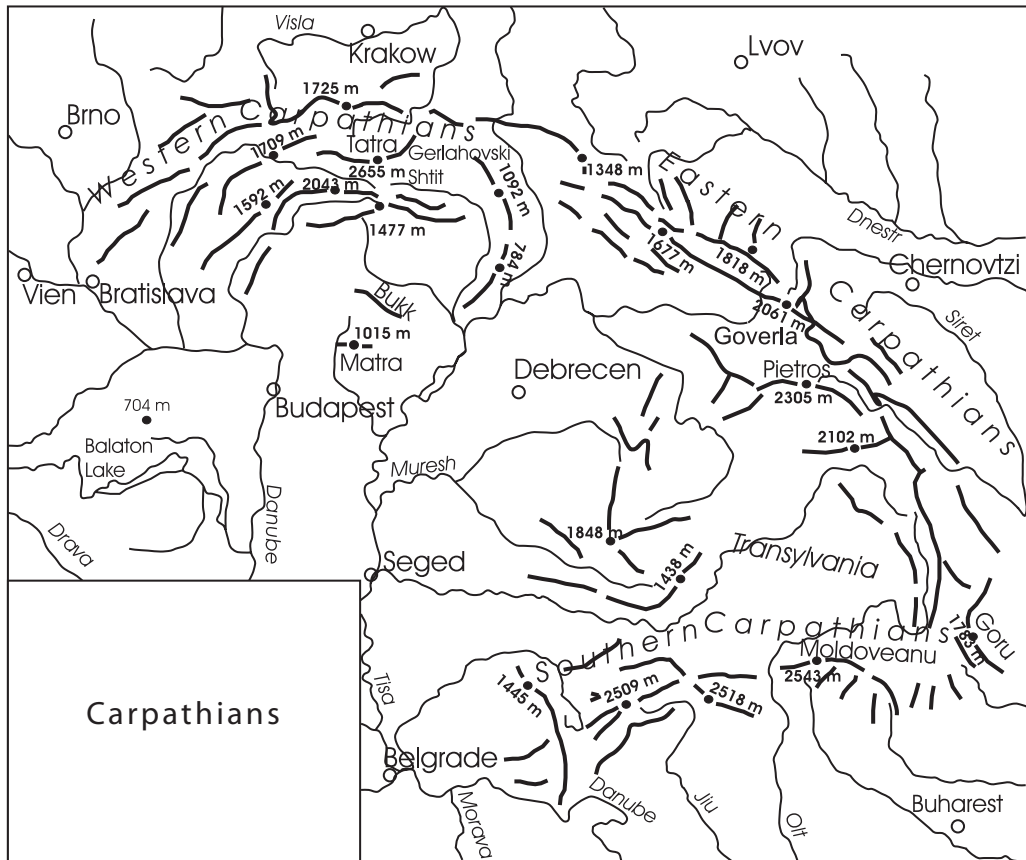 Visla
Krakow
Lvov
Brno
1725 m
Western Carpathians
1709 m
Tatra
2655 m
Gerlahovski
Shtit
1592 m
2043 m
1477 m
1092 m
784 m
1348 m
Eastern Carpathians
1677 m
1818 m
Dnestr
Chernovtzi
Vien
Bratislava
Bukk
1015 m
Matra
2061 m
Goverla
Siret
Debrecen
Pietros
2305 m
Budapest
704 m
Balaton
Lake
2102 m
Muresh
Danube
Drava
1848 m
Transylvania
Seged
1438 m
Southern Carpathians
1783 m
Goru
Moldoveanu
2543 m
Tisa
1445 m
2509 m
2518 m
Carpathians
Belgrade
Danube
Morava
Jiu
Olt
Buharest